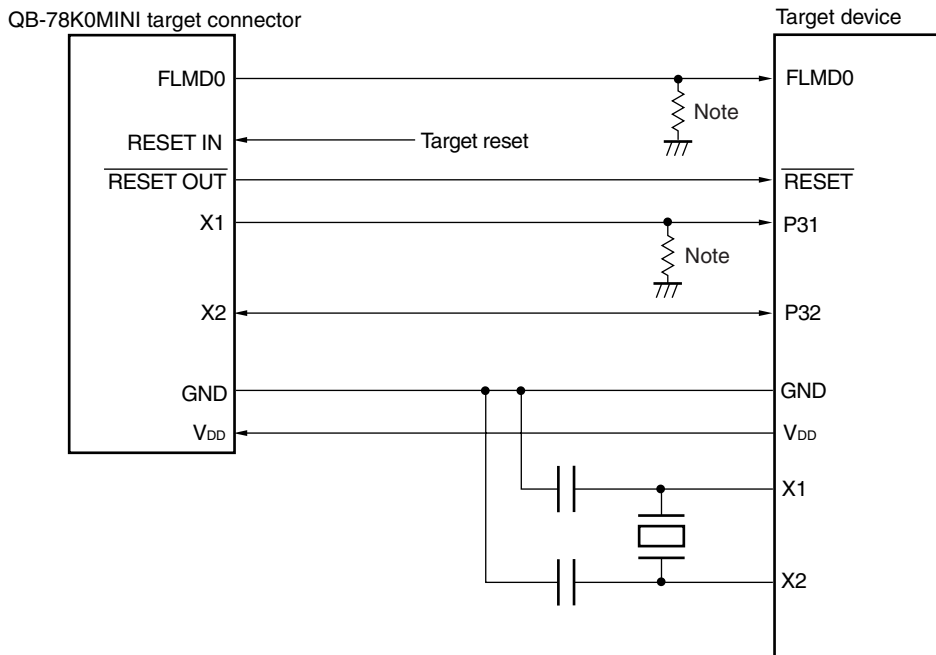 QB-78K0MINI target connector
Target device
FLMD0
FLMD0
Note
RESET IN
Target reset
RESET OUT
RESET
X1
P31
Note
X2
P32
GND
GND
VDD
VDD
X1
X2